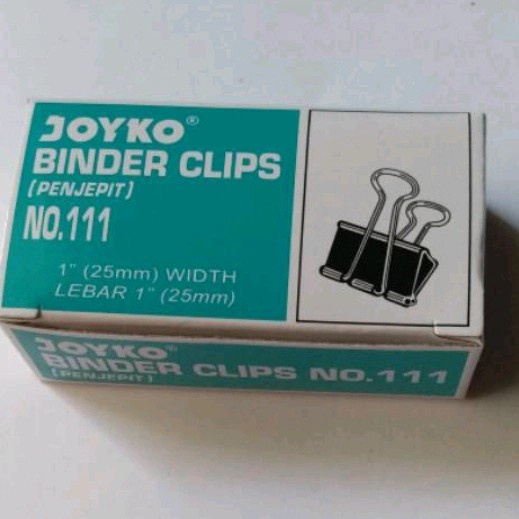 JOYKO®
BINDER CLIPS
(PENJEPIT)
NO.111
1" (25mm) WIDTH
LEBAR 1" (25mm)
JOYKO®
BINDER CLIPS NO.111
(PENJEPIT)